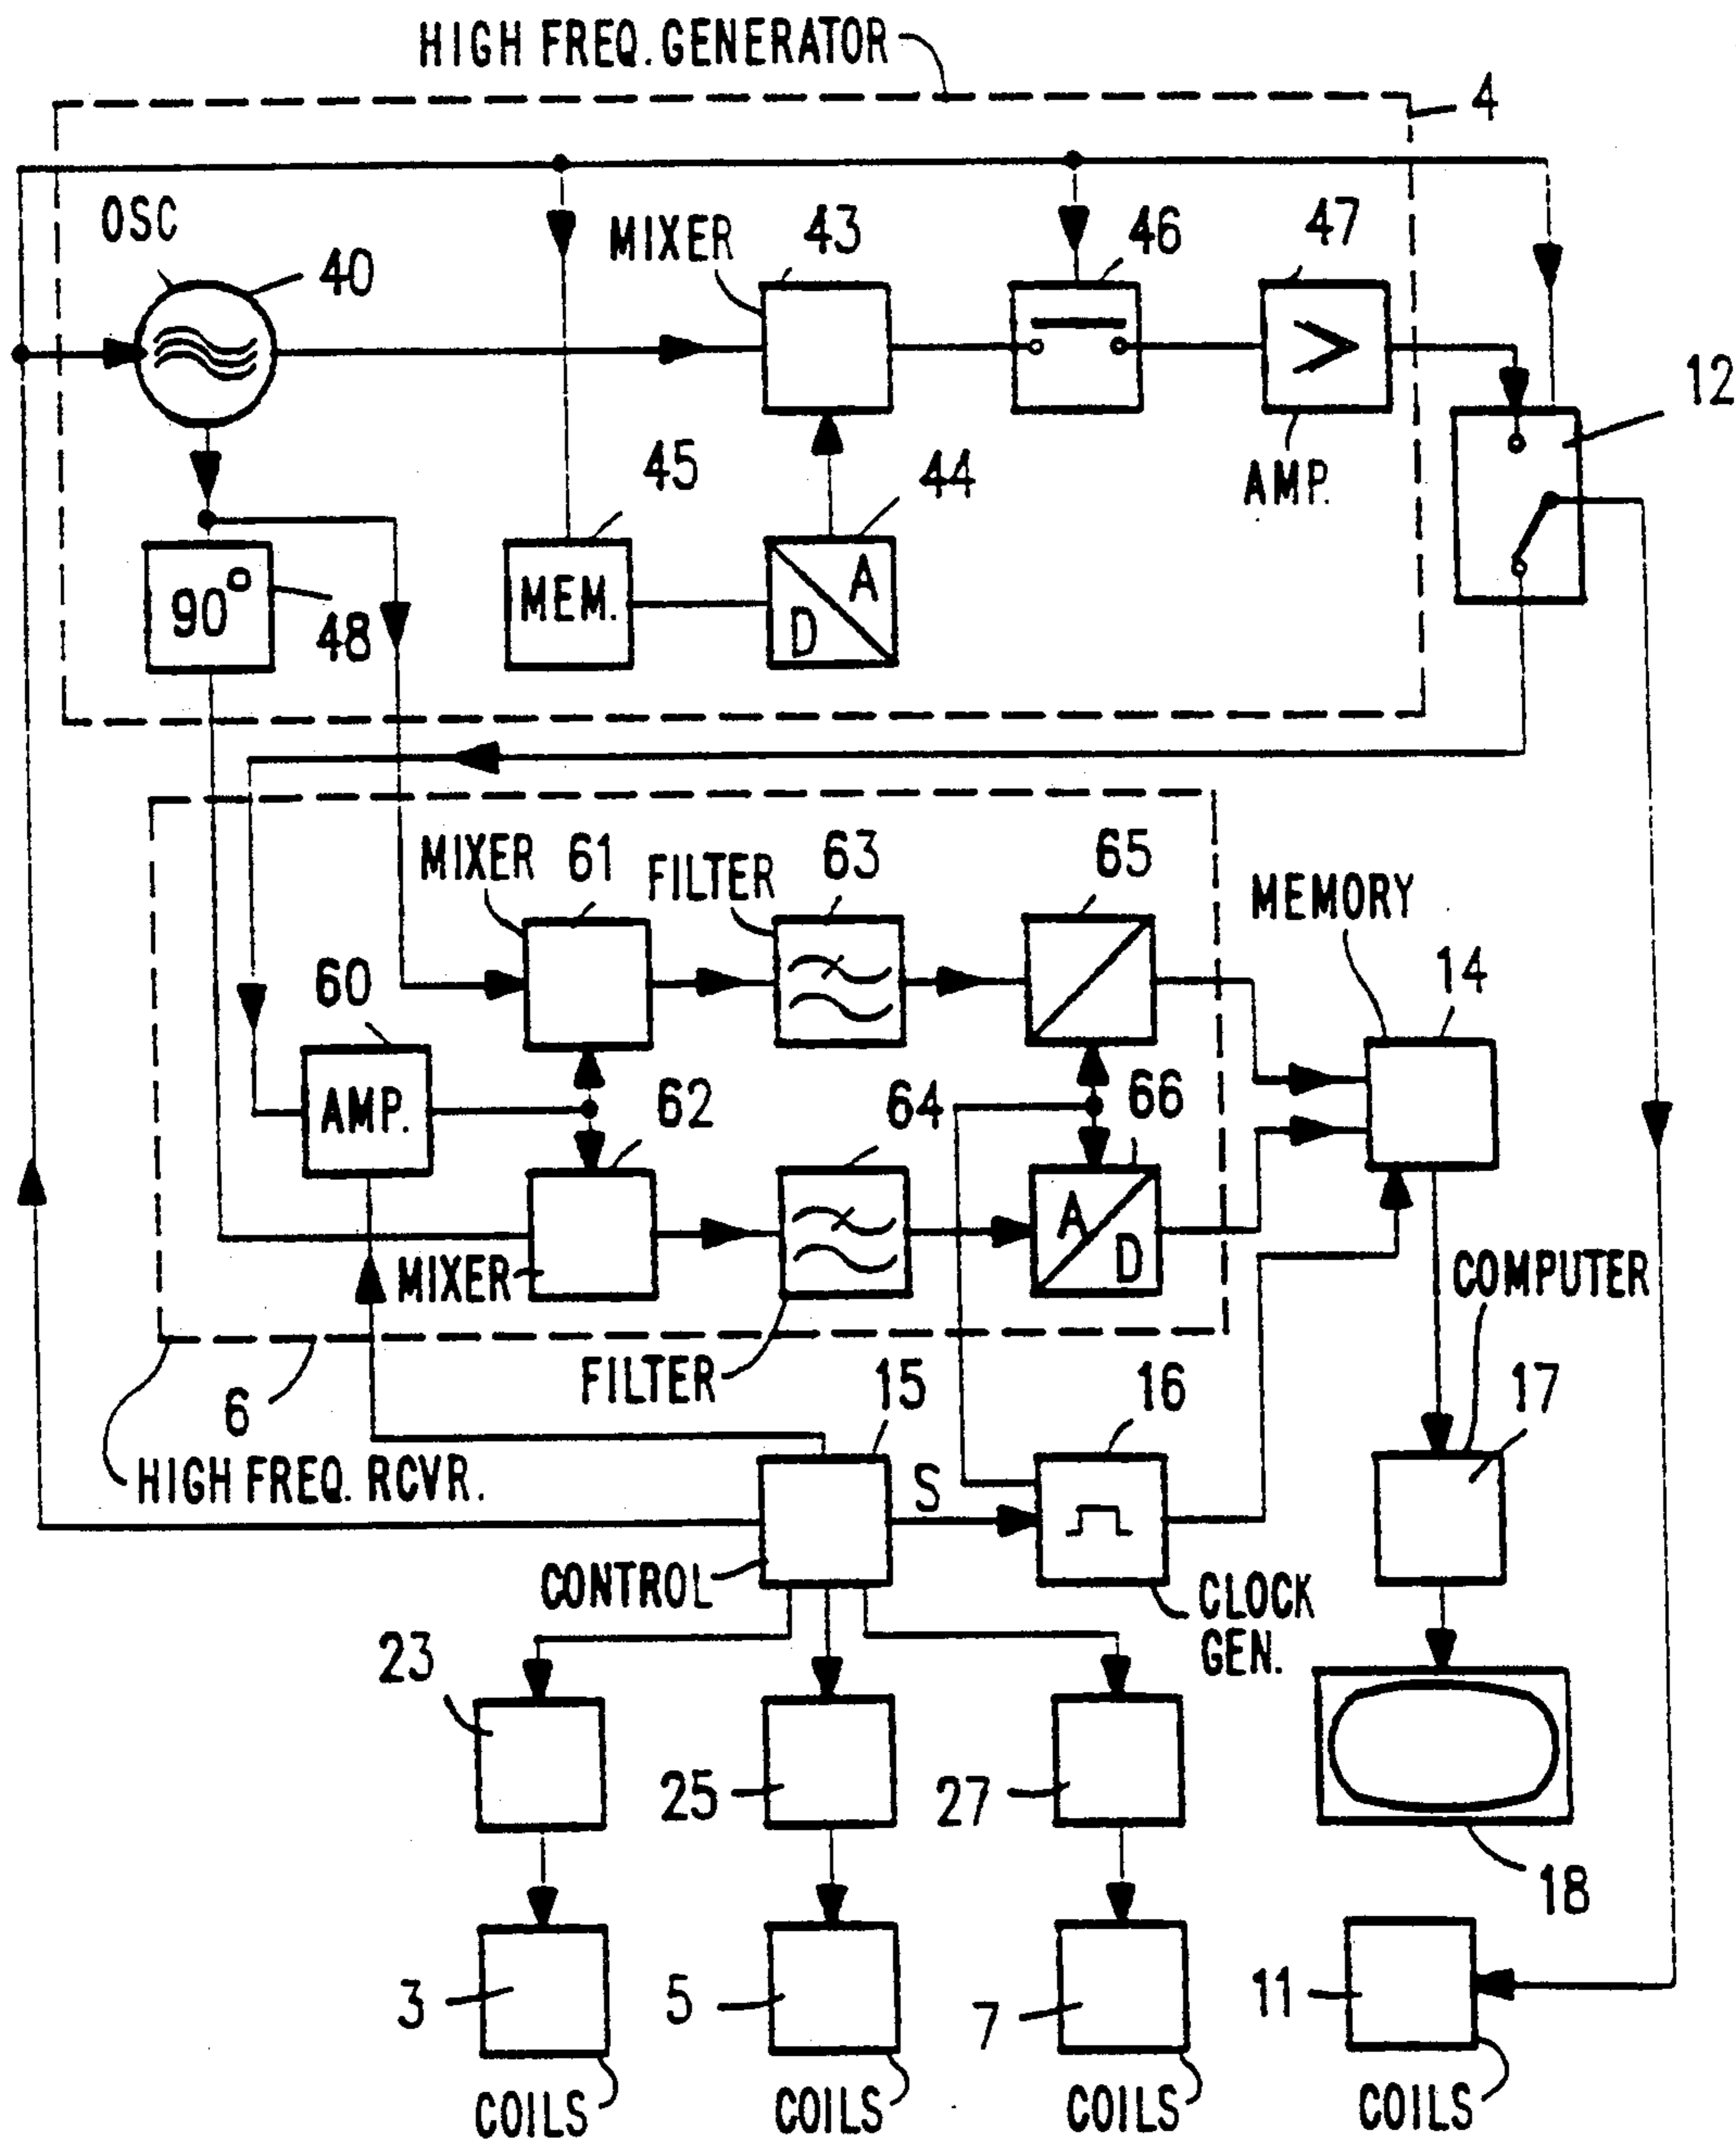 HIGH FREQ. GENERATOR
4
OSC
40
MIXER
43
46
47
12
AMP.
45
44
90°
48
MEM.
A
D
MIXER
61
FILTER
63
65
MEMORY
14
60
AMP.
62
64
66
A
D
MIXER
COMPUTER
6
FILTER
15
16
17
HIGH FREQ. RCVR.
S
CONTROL
CLOCK
GEN.
23
25
27
18
3
5
7
11
COILS
COILS
COILS
COILS